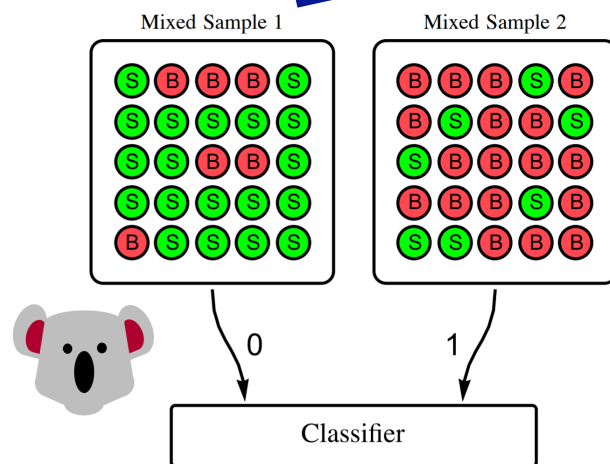 Mixed Sample 1 Mixed Sample 2
S B B B S B B B S B
S S S S S B S B B S
S S B B S S B B B B
S S S S S B B B S B
B S S S S S S B B B
0 1
Classifier